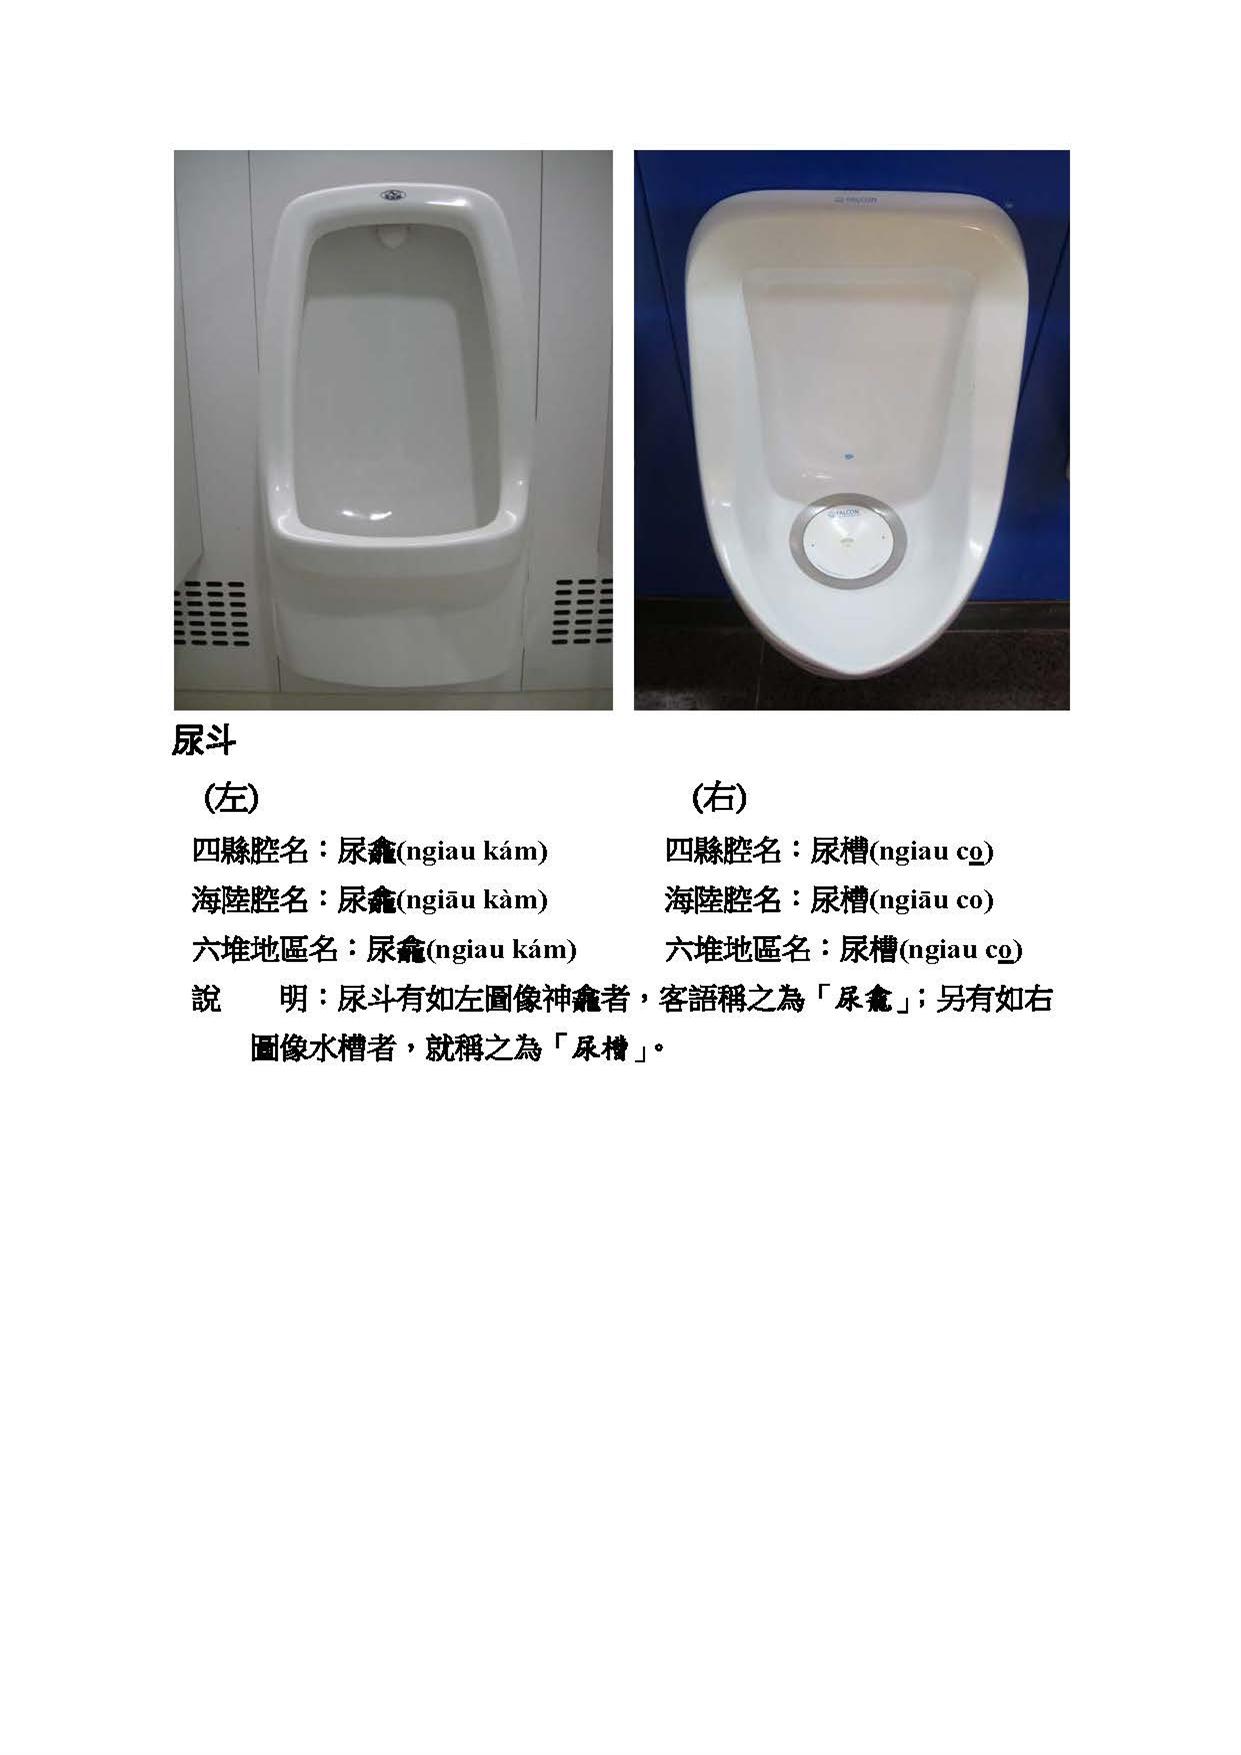 FALCON
FALCON
尿斗
(左) (右)
四縣腔名：尿龕(ngiau kám) 四縣腔名：尿槽(ngiau co̲)
海陸腔名：尿龕(ngiāu kàm) 海陸腔名：尿槽(ngiāu co)
六堆地區名：尿龕(ngiau kám) 六堆地區名：尿槽(ngiau co̲)
說　　明：尿斗有如左圖像神龕者，客語稱之為「尿龕」；另有如右
圖像水槽者，就稱之為「尿槽」。